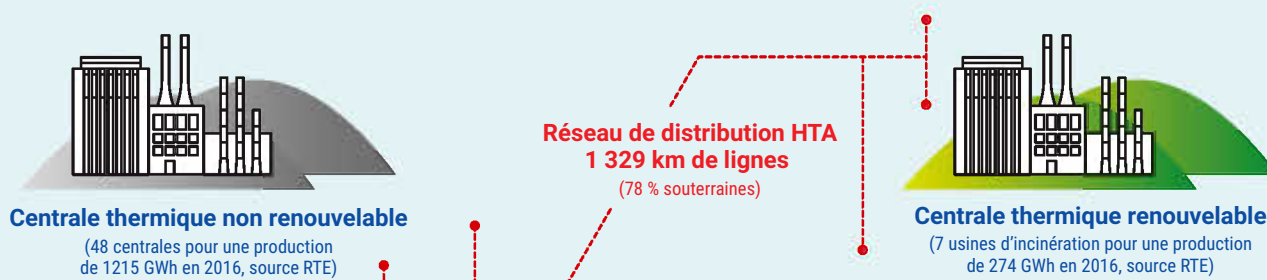 Réseau de distribution HTA
1 329 km de lignes
(78 % souterraines)
Centrale thermique non renouvelable
(48 centrales pour une production
de 1215 GWh en 2016, source RTE)
Centrale thermique renouvelable
(7 usines d’incinération pour une production
de 274 GWh en 2016, source RTE)